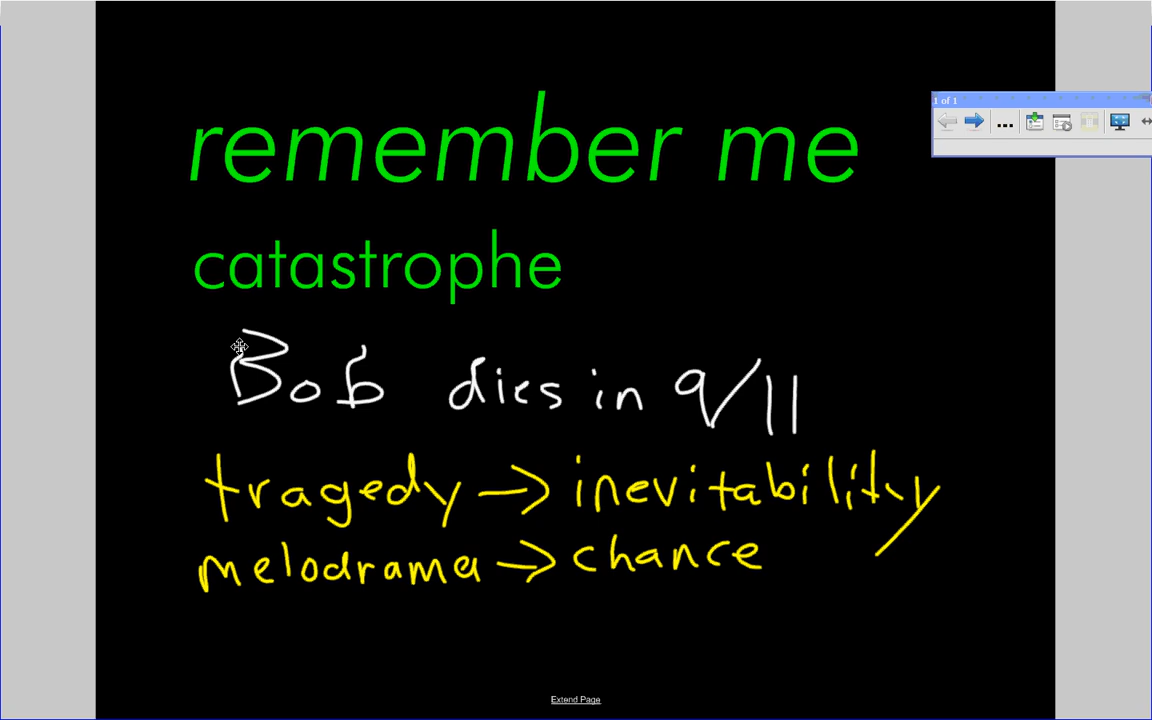 remember me
1 of 1
catastrophe
Bob dies in 9/11
tragedy → inevitability
melodrama → chance
Extend Page